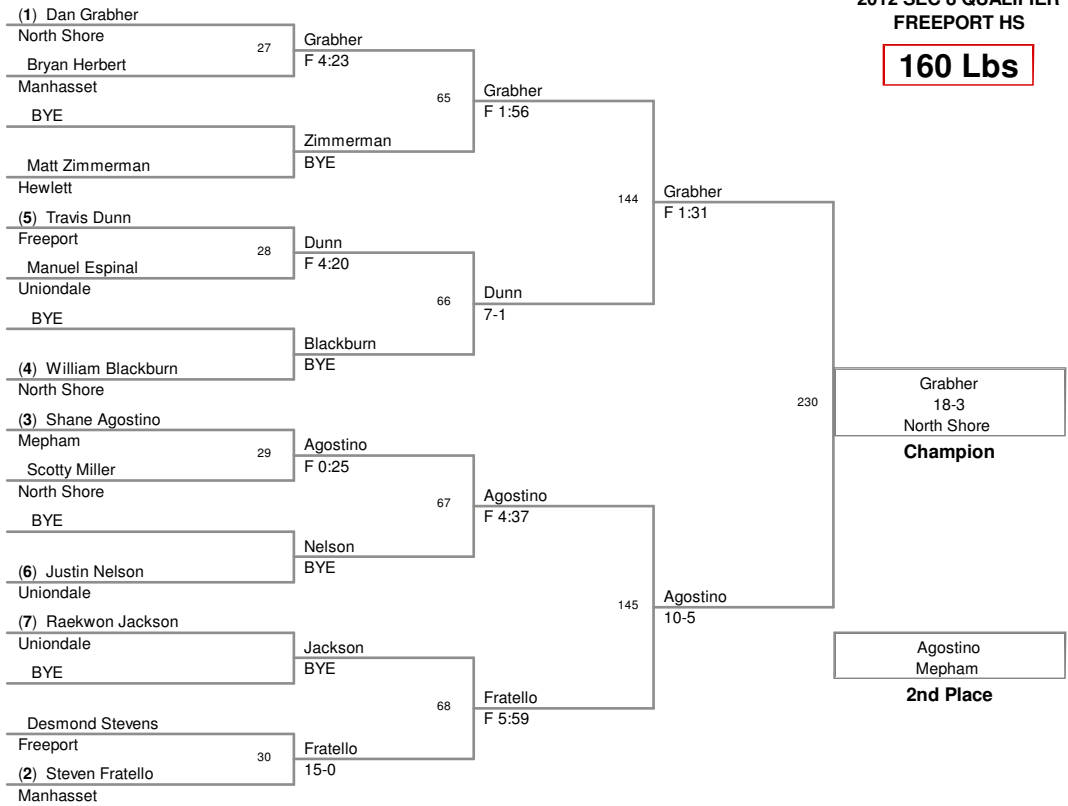 2012 SEC 8 QUALIFIER
FREEPORT HS
160 Lbs
(1) Dan Grabher
North Shore
Bryan Herbert
Manhasset
BYE
Matt Zimmerman
Hewlett
(5) Travis Dunn
Freeport
Manuel Espinal
Uniondale
BYE
(4) William Blackburn
North Shore
(3) Shane Agostino
Mepham
Scotty Miller
North Shore
BYE
(6) Justin Nelson
Uniondale
(7) Raekwon Jackson
Uniondale
BYE
Desmond Stevens
Freeport
(2) Steven Fratello
Manhasset
27
Grabher
F 4:23
Zimmerman
BYE
28
Dunn
F 4:20
Blackburn
BYE
29
Agostino
F 0:25
Nelson
BYE
Jackson
BYE
30
Fratello
15-0
65
Grabher
F 1:56
66
Dunn
7-1
67
Agostino
F 4:37
68
Fratello
F 5:59
144
Grabher
F 1:31
145
Agostino
10-5
230
Grabher
18-3
North Shore
Champion
Agostino
Mepham
2nd Place